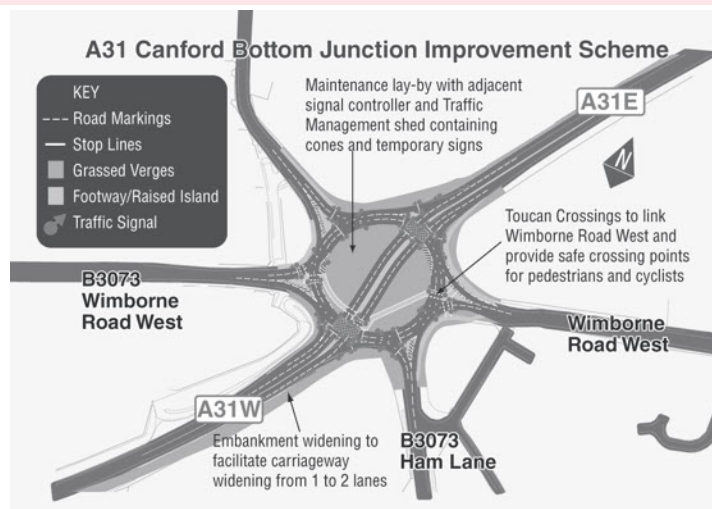 A31 Canford Bottom Junction Improvement Scheme
KEY
Road Markings
Stop Lines
Grassed Verges
Footway/Raised Island
Traffic Signal
Maintenance lay-by with adjacent
signal controller and Traffic
Management shed containing
cones and temporary signs
A31E
N
Toucan Crossings to link
Wimborne Road West and
provide safe crossing points
for pedestrians and cyclists
B3073
Wimborne
Road West
Wimborne
Road West
A31W
Embankment widening to
facilitate carriageway
widening from 1 to 2 lanes
B3073
Ham Lane